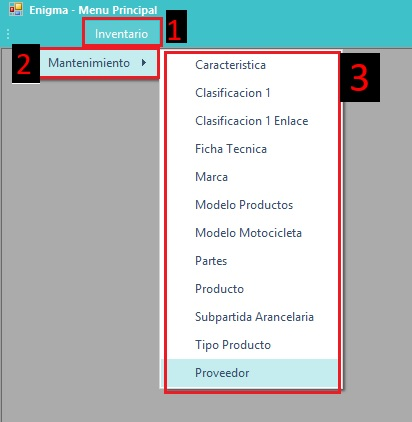 Enigma - Menu Principal
Inventario
1
2
Mantenimiento
3
Caracteristica
Clasificacion 1
Clasificacion 1 Enlace
Ficha Tecnica
Marca
Modelo Productos
Modelo Motocicleta
Partes
Producto
Subpartida Arancelaria
Tipo Producto
Proveedor